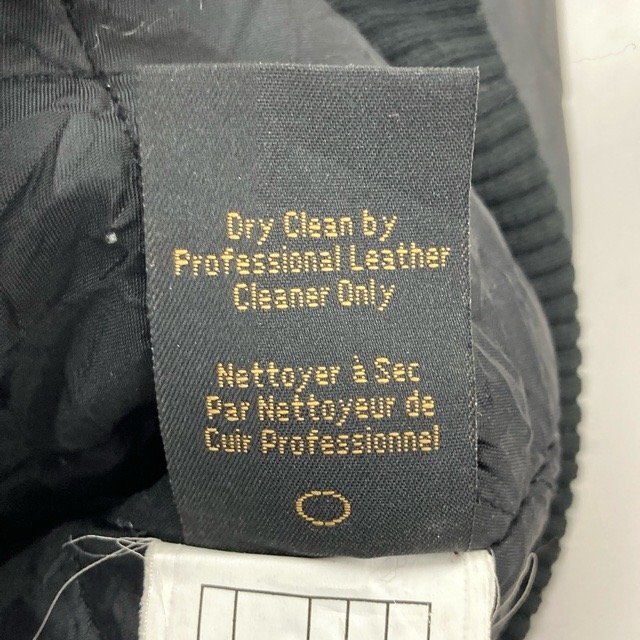 Dry Clean by
Professional Leather
Cleaner Only
Nettoyer à Sec
Par Nettoyeur de
Cuir Professionnel